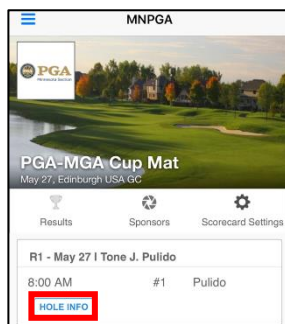 MNPGA
PGA
Minnesota Section
PGA-MGA Cup Mat
May 27, Edinburgh USA GC
Results Sponsors Scorecard Settings
R1 - May 27 I Tone J. Pulido
8:00 AM #1 Pulido
HOLE INFO